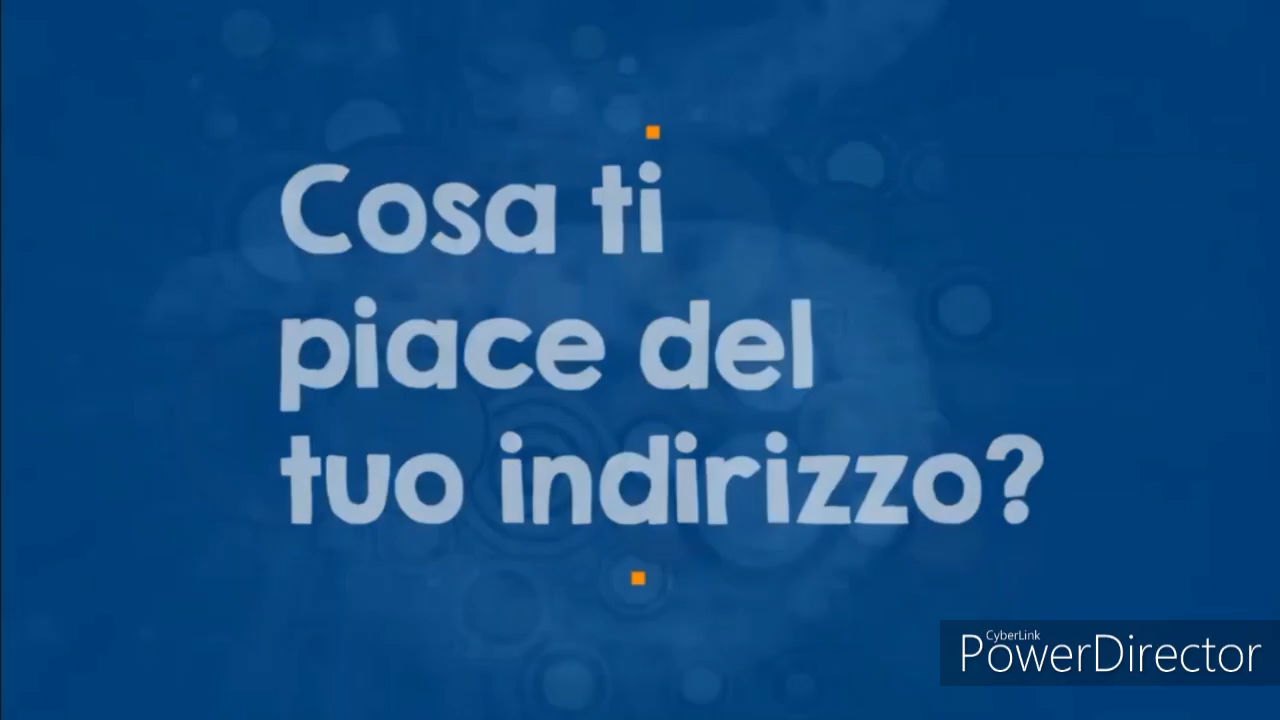 Cosa ti
piace del
tuo indirizzo?
CyberLink
PowerDirector